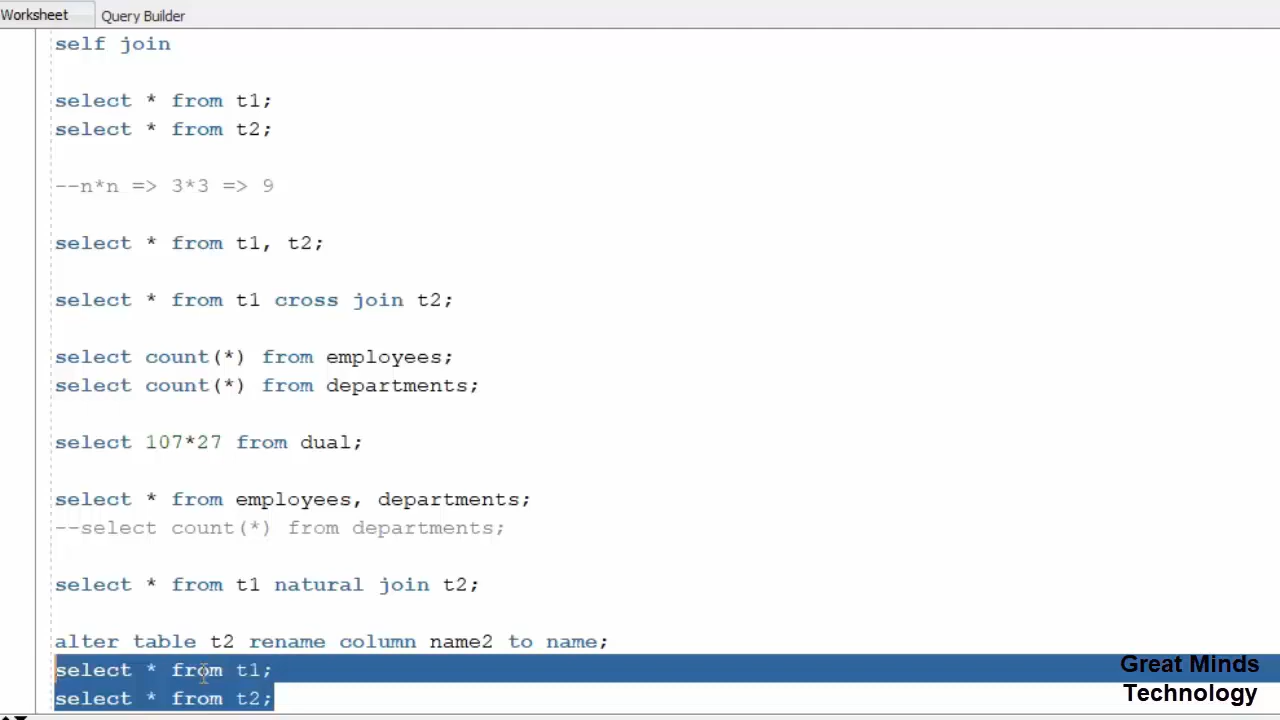 Worksheet Query Builder
self join
select * from t1;
select * from t2;
--n*n => 3*3 => 9
select * from t1, t2;
select * from t1 cross join t2;
select count(*) from employees;
select count(*) from departments;
select 107*27 from dual;
select * from employees, departments;
--select count(*) from departments;
select * from t1 natural join t2;
alter table t2 rename column name2 to name;
select * from t1;
select * from t2;
Great Minds
Technology